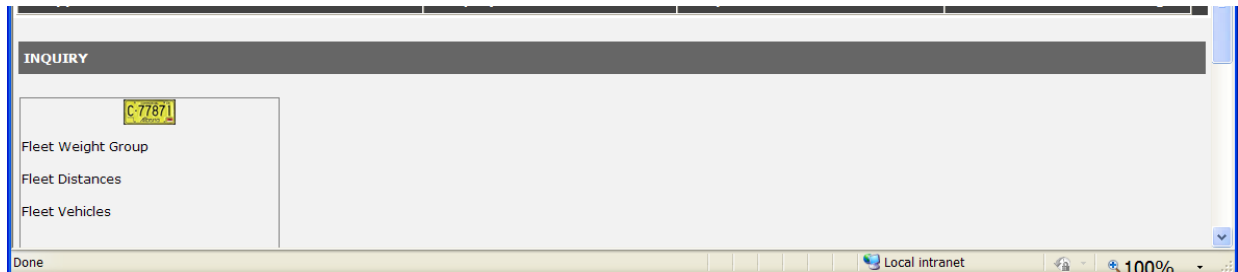 INQUIRY
C·77871
Fleet Weight Group
Fleet Distances
Fleet Vehicles
Done
Local intranet
100%